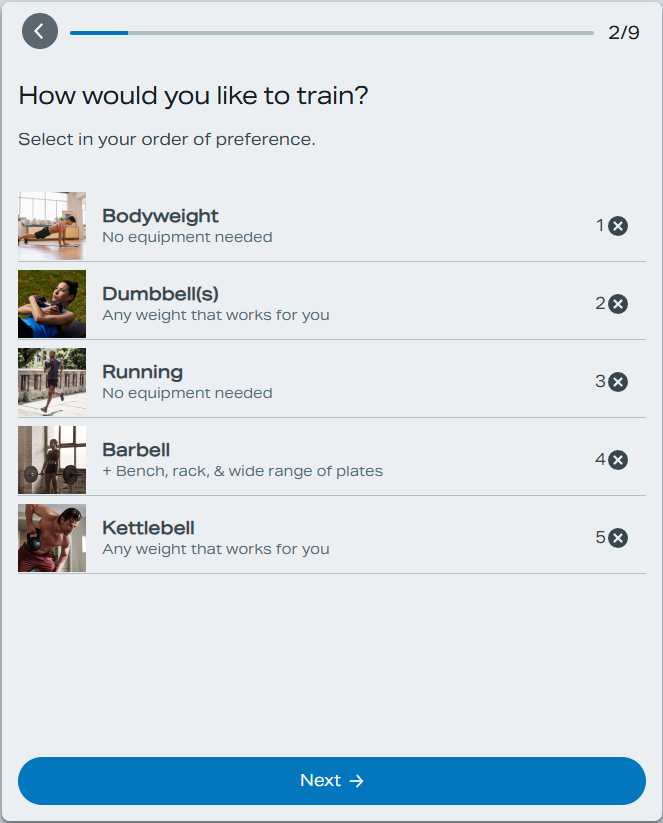 2/9
How would you like to train?
Select in your order of preference.
Bodyweight
No equipment needed
1
Dumbbell(s)
Any weight that works for you
2
Running
No equipment needed
3
Barbell
+ Bench, rack, & wide range of plates
4
Kettlebell
Any weight that works for you
5
Next →